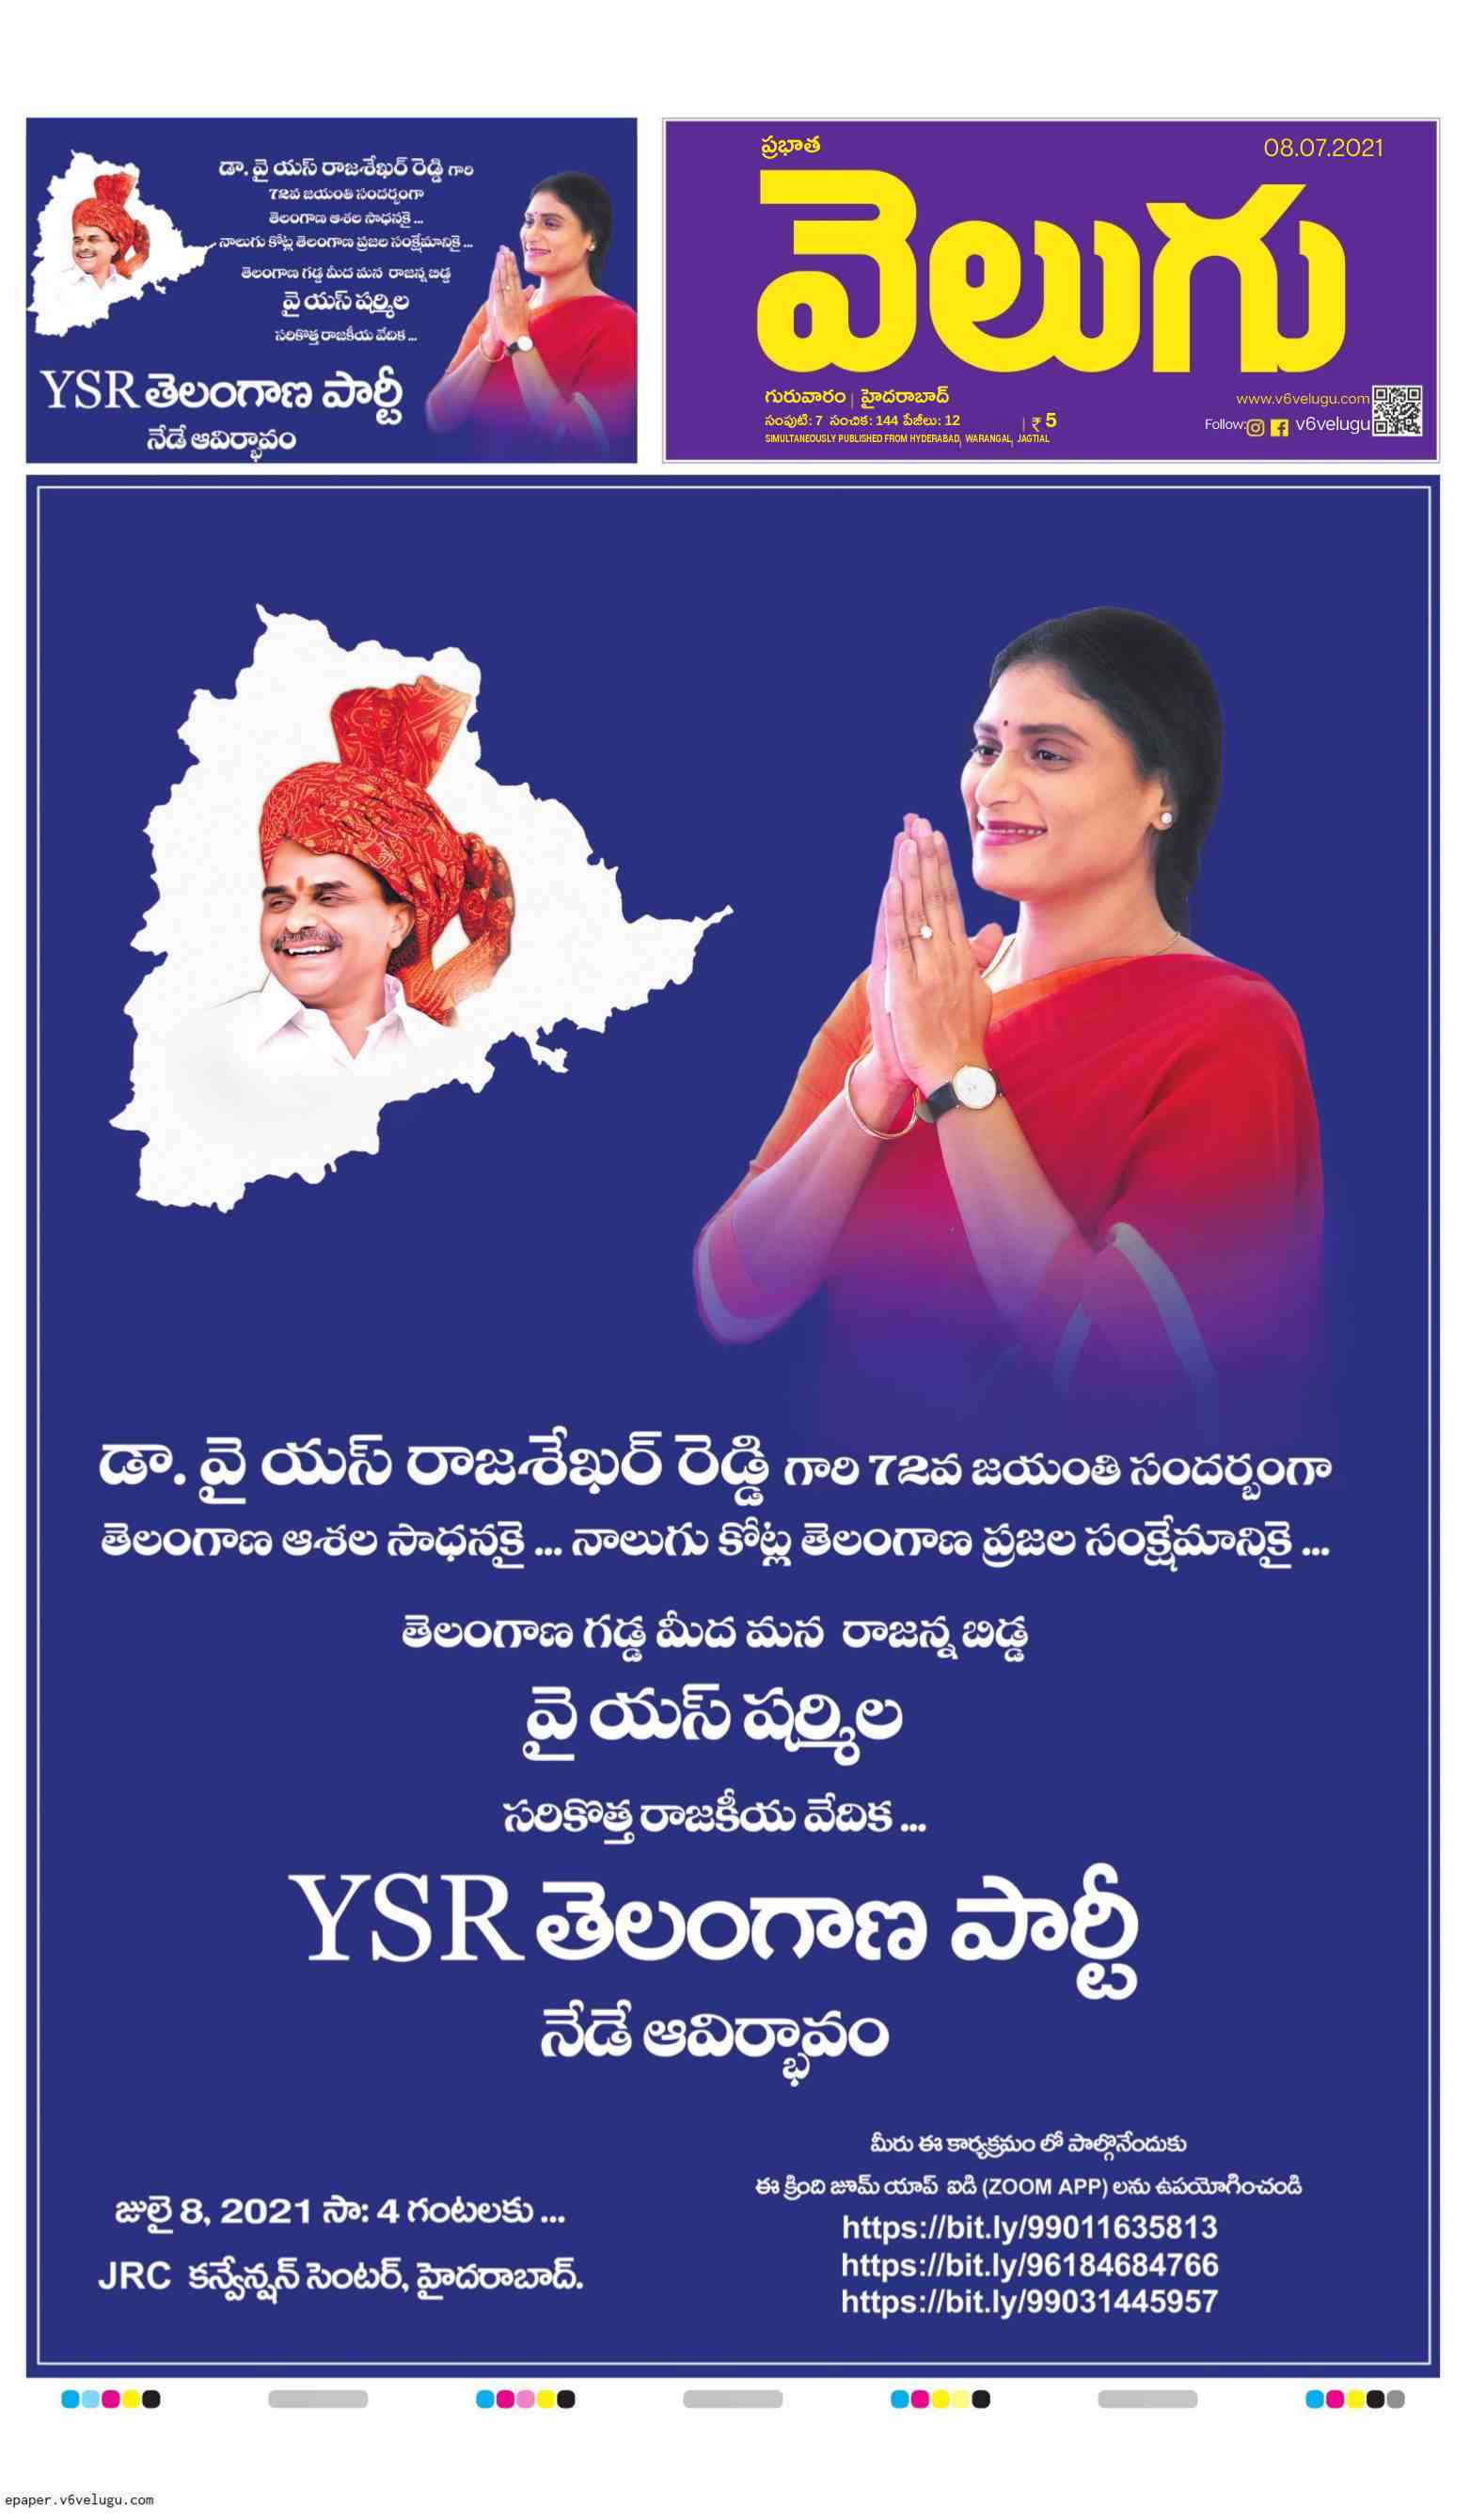 డా. వై యస్ రాజశేఖర్ రెడ్డి గారి
72వ జయంతి సందర్భంగా
తెలంగాణ ఆశల సాధనకై ...
నాలుగు కోట్ల తెలంగాణ ప్రజల సంక్షేమానికై ...
తెలంగాణ గడ్డ మీద మన రాజన్న బిడ్డ
వై యస్ షర్మిల
సరికొత్త రాజకీయ వేదిక ...
YSR తెలంగాణ పార్టీ
నేడే ఆవిర్భావం
ప్రభాత
08.07.2021
వెలుగు
గురువారం | హైదరాబాద్
సంపుటి: 7 సంచిక: 144 పేజీలు: 12 | ₹ 5
SIMULTANEOUSLY PUBLISHED FROM HYDERABAD| WARANGAL| JAGTIAL
www.v6velugu.com
Follow: v6velugu
డా. వై యస్ రాజశేఖర్ రెడ్డి గారి 72వ జయంతి సందర్భంగా
తెలంగాణ ఆశల సాధనకై ... నాలుగు కోట్ల తెలంగాణ ప్రజల సంక్షేమానికై ...
తెలంగాణ గడ్డ మీద మన రాజన్న బిడ్డ
వై యస్ షర్మిల
సరికొత్త రాజకీయ వేదిక ...
YSR తెలంగాణ పార్టీ
నేడే ఆవిర్భావం
జులై 8, 2021 సా: 4 గంటలకు ...
JRC కన్వేన్షన్ సెంటర్, హైదరాబాద్.
మీరు ఈ కార్యక్రమం లో పాల్గొనేందుకు
ఈ క్రింది జూమ్ యాప్ ఐడి (ZOOM APP) లను ఉపయోగించండి
https://bit.ly/99011635813
https://bit.ly/96184684766
https://bit.ly/99031445957
epaper.v6velugu.com